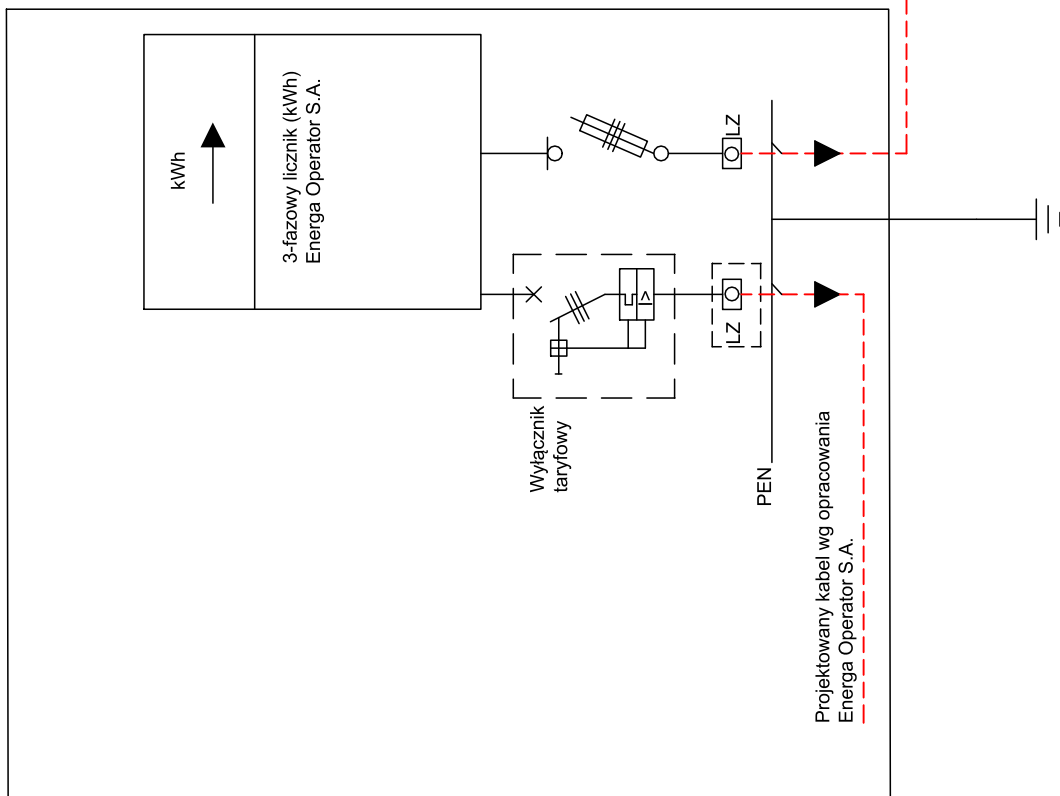 kWh
3-fazowy licznik (kWh)
Energa Operator S.A.
LZ
LZ
Wyłącznik
taryfowy
PEN
Projektowany kabel wg opracowania
Energa Operator S.A.